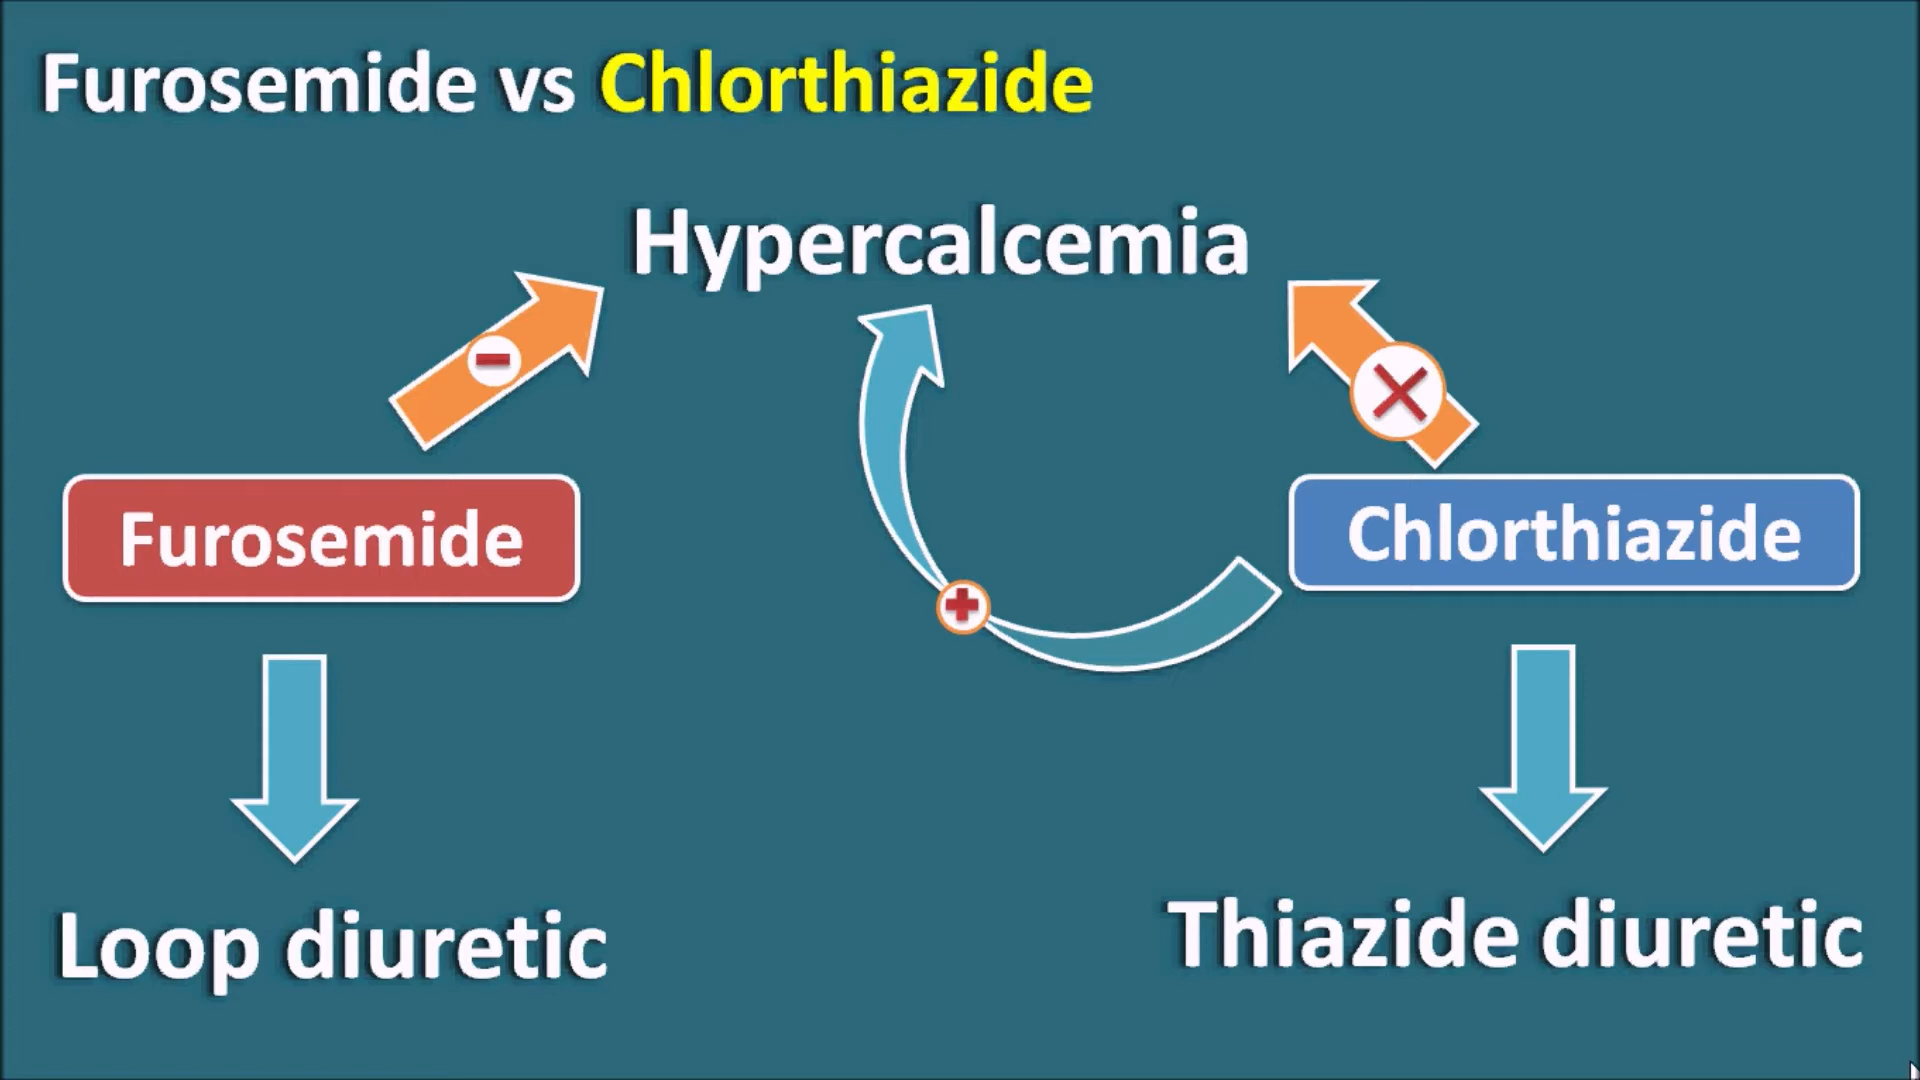 Furosemide vs Chlorthiazide
Hypercalcemia
Furosemide
Chlorthiazide
Loop diuretic
Thiazide diuretic